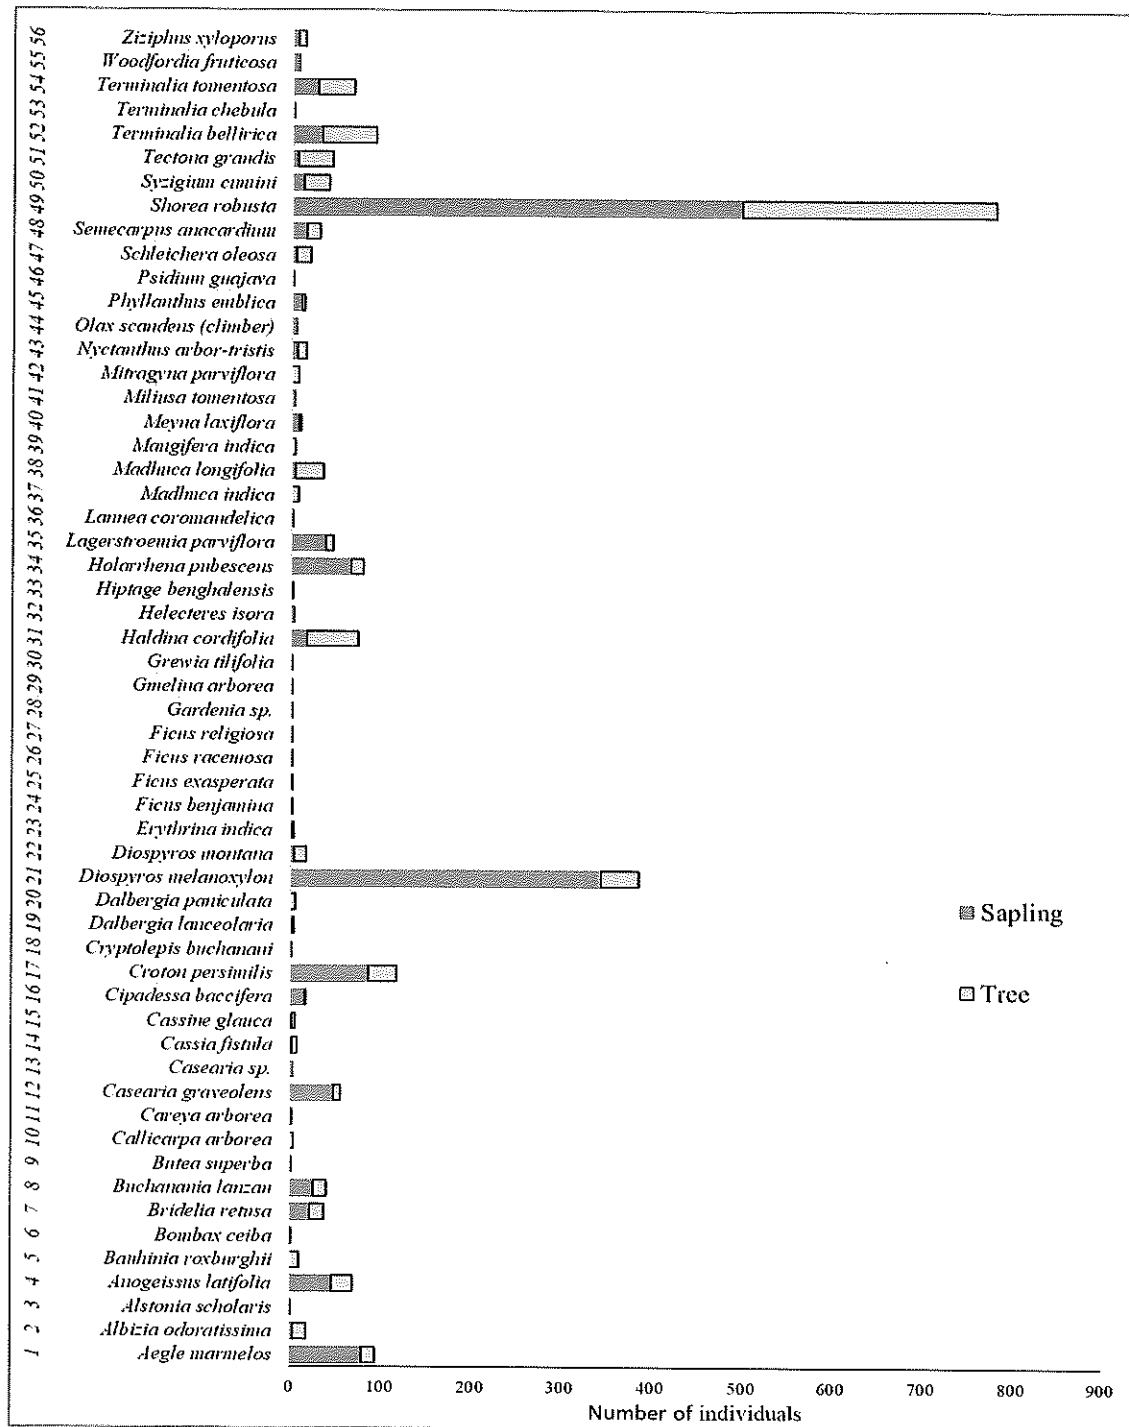 56 Ziziphus xyloporus
55 Woodfordia fruticosa
54 Terminalia tomentosa
53 Terminalia chebula
52 Terminalia bellirica
51 Tectona grandis
50 Syzigium cumini
49 Shorea robusta
48 Semecarpus anacardium
47 Schleichera oleosa
46 Psidium guajava
45 Phyllanthus emblica
44 Olax scandens (climber)
43 Nyctanthus arbor-tristis
42 Mitragyna parviflora
41 Miliusa tomentosa
40 Meyna laxiflora
39 Mangifera indica
38 Madhuca longifolia
37 Madhuca indica
36 Lannea coromandelica
35 Lagerstroemia parviflora
34 Holarrhena pubescens
33 Hiptage benghalensis
32 Helecteres isora
31 Haldina cordifolia
30 Grewia tilifolia
29 Gmelina arborea
28 Gardenia sp.
27 Ficus religiosa
26 Ficus racemosa
25 Ficus exasperata
24 Ficus benjamina
23 Erythrina indica
22 Diospyros montana
21 Diospyros melanoxylon
20 Dalbergia paniculata
19 Dalbergia lanceolaria
18 Cryptolepis buchanani
17 Croton persimilis
16 Cipadessa baccifera
15 Cassine glauca
14 Cassia fistula
13 Casearia sp.
12 Casearia graveolens
11 Careya arborea
10 Callicarpa arborea
9 Butea superba
8 Buchanania lanzan
7 Bridelia retusa
6 Bombax ceiba
5 Bauhinia roxburghii
4 Anogeissus latifolia
3 Alstonia scholaris
2 Albizia odoratissima
1 Aegle marmelos
Sapling
Tree
0 100 200 300 400 500 600 700 800 900
Number of individuals